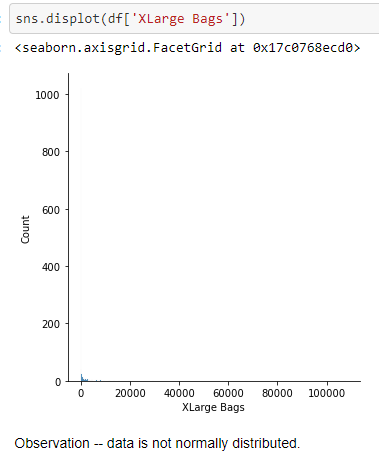 sns.displot(df['XLarge Bags'])
<seaborn.axisgrid.FacetGrid at 0x17c0768ecd0>
1000
800
600
400
200
0
Count
0 20000 40000 60000 80000 100000
XLarge Bags
Observation -- data is not normally distributed.